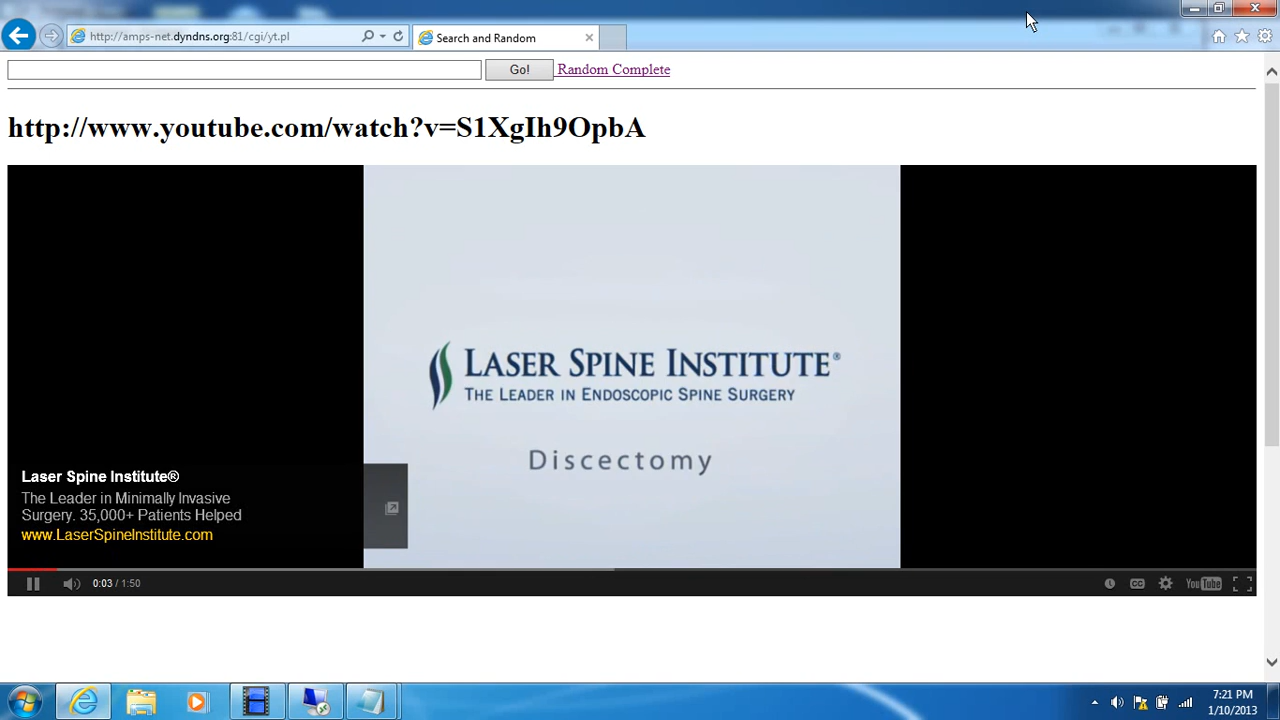 http://amps-net.dyndns.org:81/cgi/yt.pl
Search and Random
Go!
Random Complete
http://www.youtube.com/watch?v=S1XgIh9OpbA
LASER SPINE INSTITUTE®
THE LEADER IN ENDOSCOPIC SPINE SURGERY
Discectomy
Laser Spine Institute®
The Leader in Minimally Invasive
Surgery. 35,000+ Patients Helped
www.LaserSpineInstitute.com
0:03 / 1:50
CC
YouTube
7:21 PM
1/10/2013